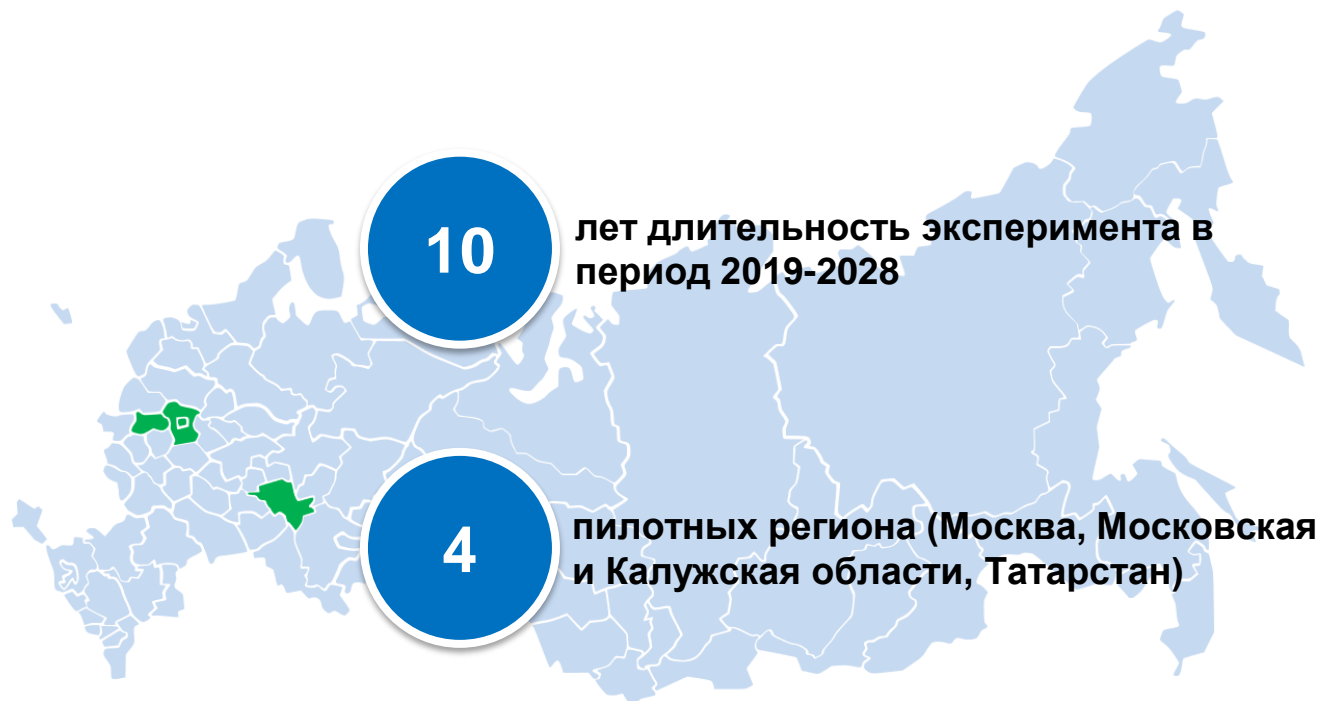 10
лет длительность эксперимента в
период 2019-2028
4
пилотных региона (Москва, Московская
и Калужская области, Татарстан)